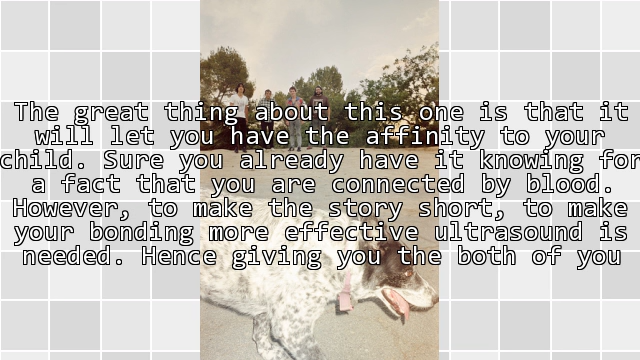 The great thing about this one is that it
will let you have the affinity to your
child. Sure you already have it knowing for
a fact that you are connected by blood.
However, to make the story short, to make
your bonding more effective ultrasound is
needed. Hence giving you the both of you